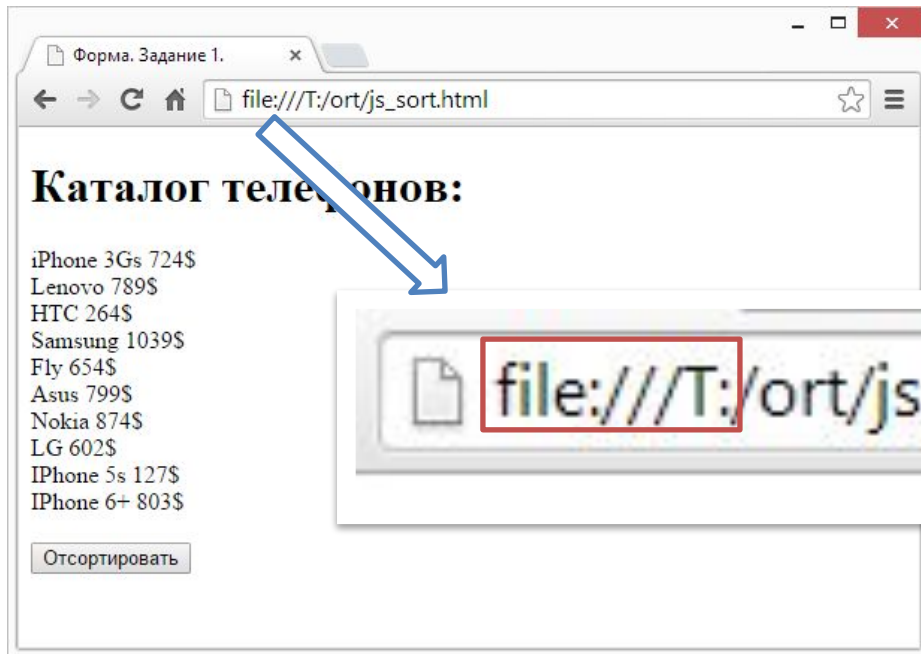 Форма. Задание 1.
file:///T:/ort/js_sort.html
Каталог телефонов:
iPhone 3Gs 724$
Lenovo 789$
HTC 264$
Samsung 1039$
Fly 654$
Asus 799$
Nokia 874$
LG 602$
IPhone 5s 127$
IPhone 6+ 803$
file:///T:/ort/js
Отсортировать